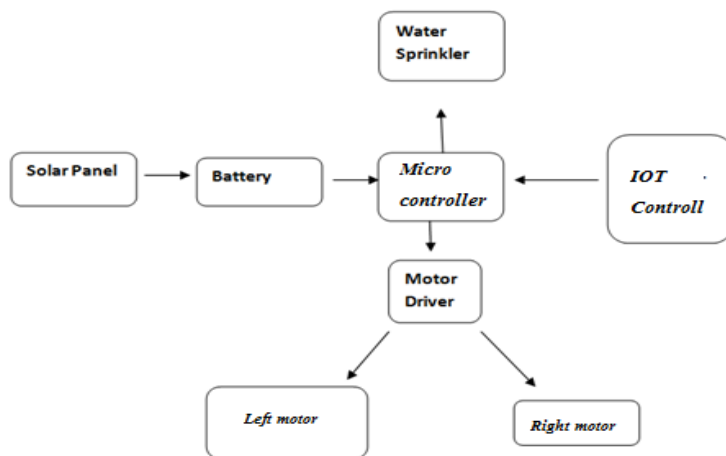 Water
Sprinkler
Solar Panel
Battery
Micro
controller
IOT .
Controll
Motor
Driver
Left motor
Right motor